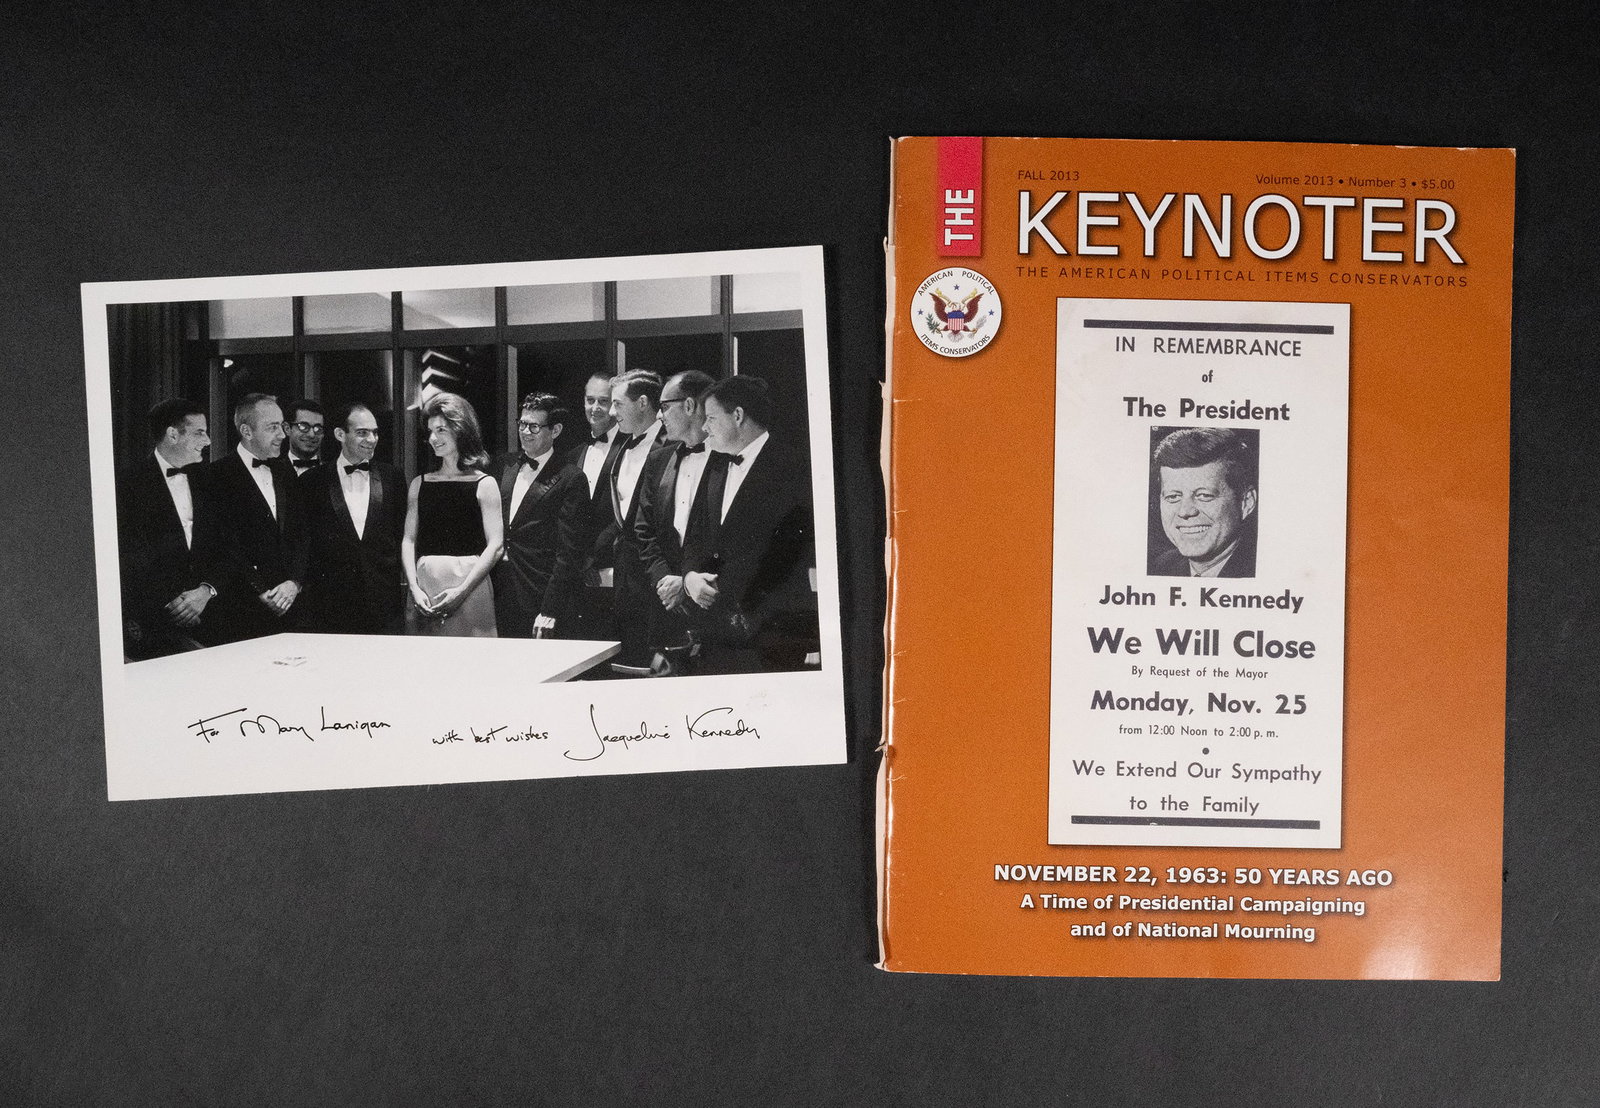 For Mary Lanigan
with best wishes
Jacqueline Kennedy
THE
FALL 2013
Volume 2013 • Number 3 • $5.00
KEYNOTER
THE AMERICAN POLITICAL ITEMS CONSERVATORS
AMERICAN POLITICAL
ITEMS CONSERVATORS
IN REMEMBRANCE
of
The President
John F. Kennedy
We Will Close
By Request of the Mayor
Monday, Nov. 25
from 12:00 Noon to 2:00 p. m.
•
We Extend Our Sympathy
to the Family
NOVEMBER 22, 1963: 50 YEARS AGO
A Time of Presidential Campaigning
and of National Mourning